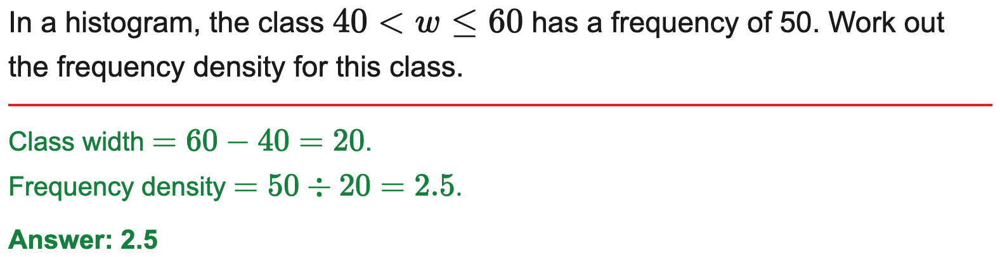 In a histogram, the class 40 < w ≤ 60 has a frequency of 50. Work out
the frequency density for this class.
Class width = 60 − 40 = 20.
Frequency density = 50 ÷ 20 = 2.5.
Answer: 2.5